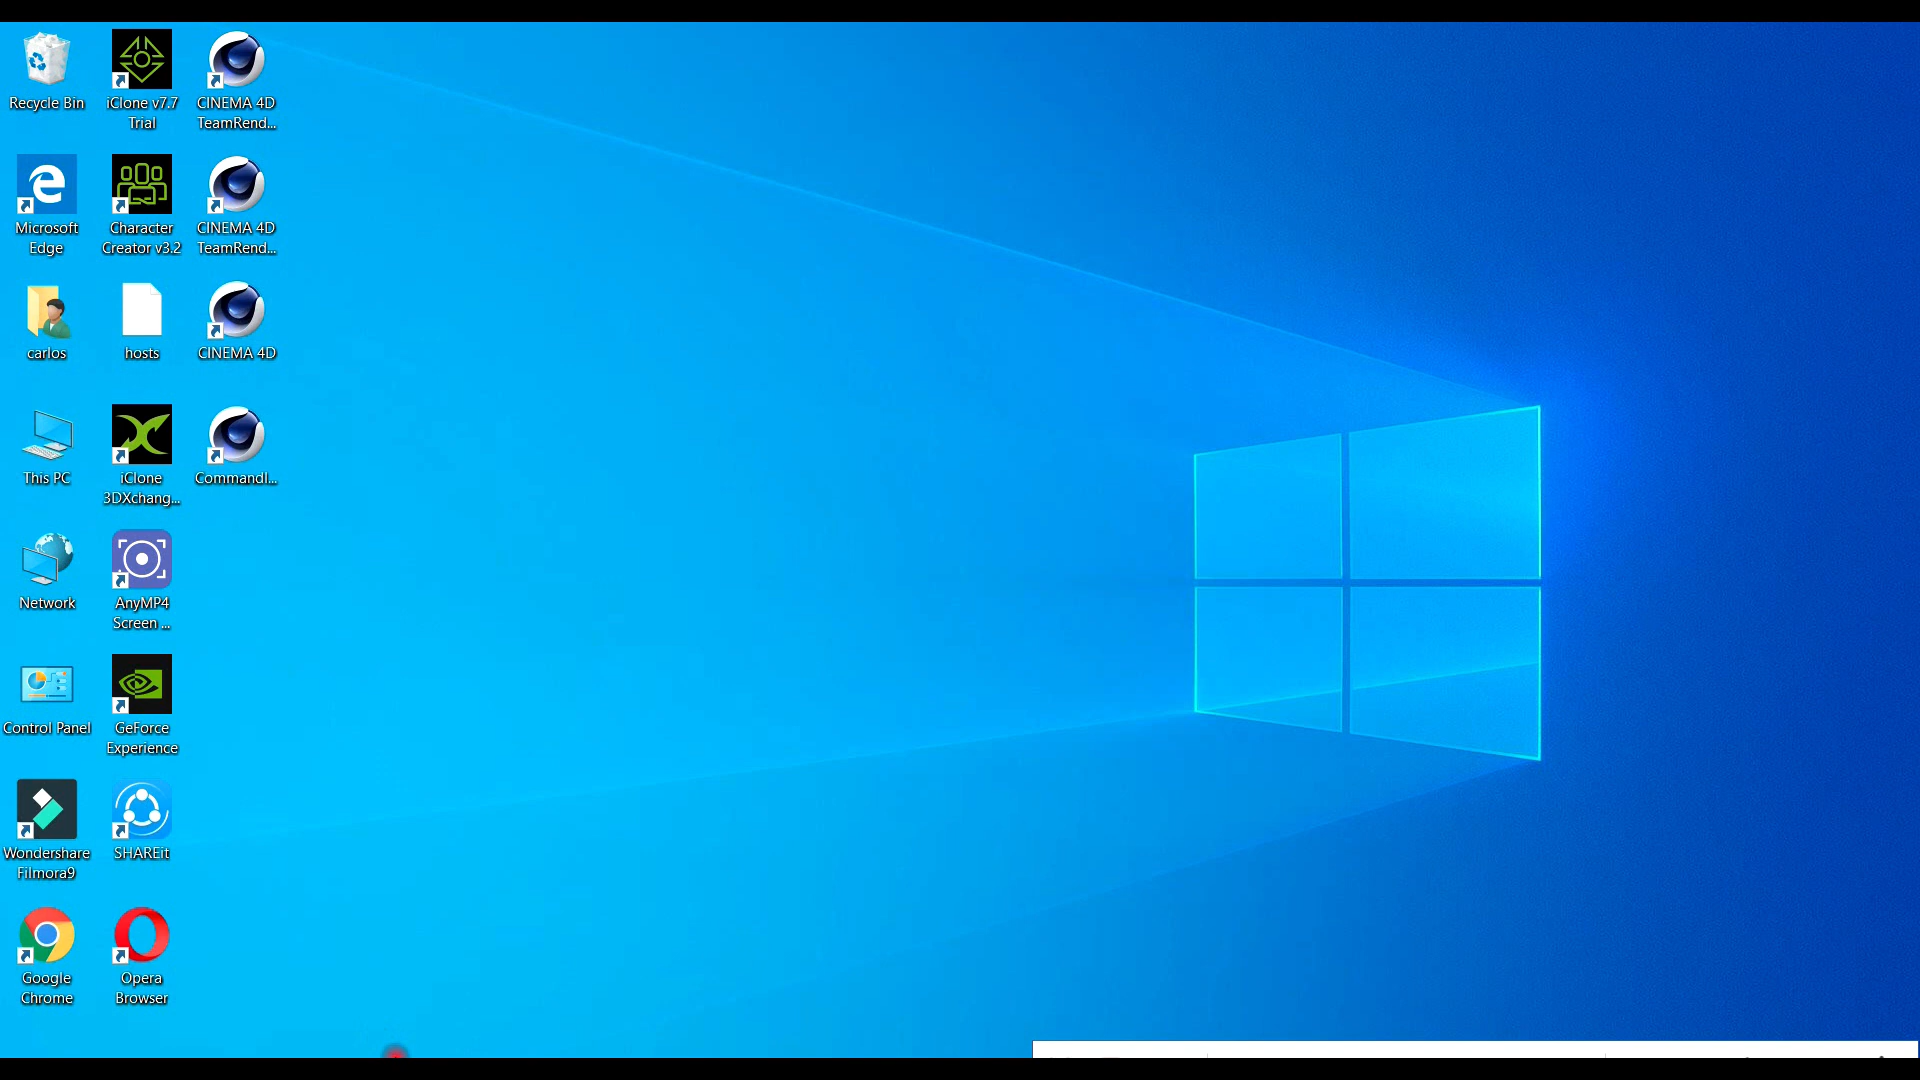 Recycle Bin
iClone v7.7
Trial
CINEMA 4D
TeamRend...
Microsoft
Edge
Character
Creator v3.2
CINEMA 4D
TeamRend...
carlos
hosts
CINEMA 4D
This PC
iClone
3DXchang...
Commandl...
Network
AnyMP4
Screen ...
Control Panel
GeForce
Experience
Wondershare
Filmora9
SHAREit
Google
Chrome
Opera
Browser